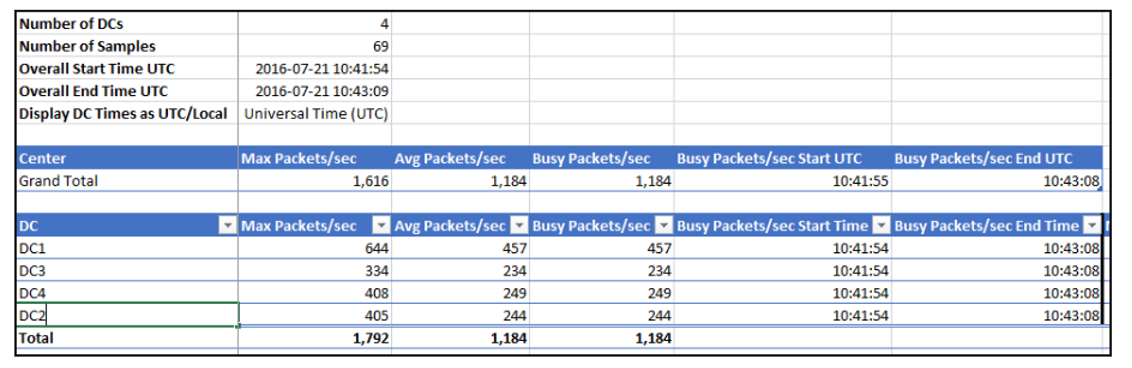 Number of DCs 4
Number of Samples 69
Overall Start Time UTC 2016-07-21 10:41:54
Overall End Time UTC 2016-07-21 10:43:09
Display DC Times as UTC/Local Universal Time (UTC)
Center Max Packets/sec Avg Packets/sec Busy Packets/sec Busy Packets/sec Start UTC Busy Packets/sec End UTC
Grand Total 1,616 1,184 1,184 10:41:55 10:43:08
DC Max Packets/sec Avg Packets/sec Busy Packets/sec Busy Packets/sec Start Time Busy Packets/sec End Time
DC1 644 457 457 10:41:54 10:43:08
DC3 334 234 234 10:41:54 10:43:08
DC4 408 249 249 10:41:54 10:43:08
DC2 405 244 244 10:41:54 10:43:08
Total 1,792 1,184 1,184